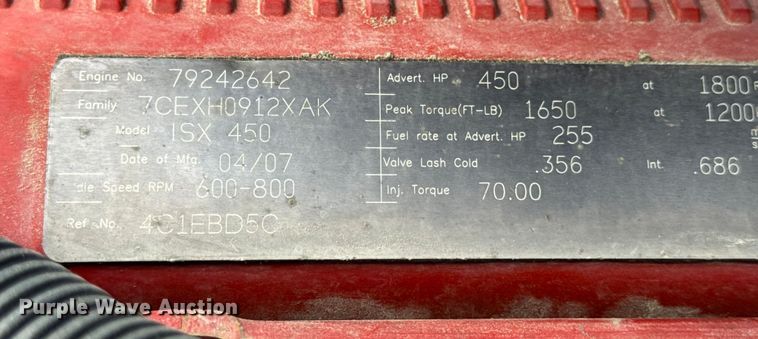 Engine No. 79242642
Family 7CEXH0912XAK
Model ISX 450
Date of Mfg. 04/07
Idle Speed RPM 600-800
Ref No. 4C1EBD5C
Advert. HP 450 at 1800
Peak Torque(FT-LB) 1650 at 1200
Fuel rate at Advert. HP 255
Valve Lash Cold .356 Int. .686
Inj. Torque 70.00
Purple Wave Auction